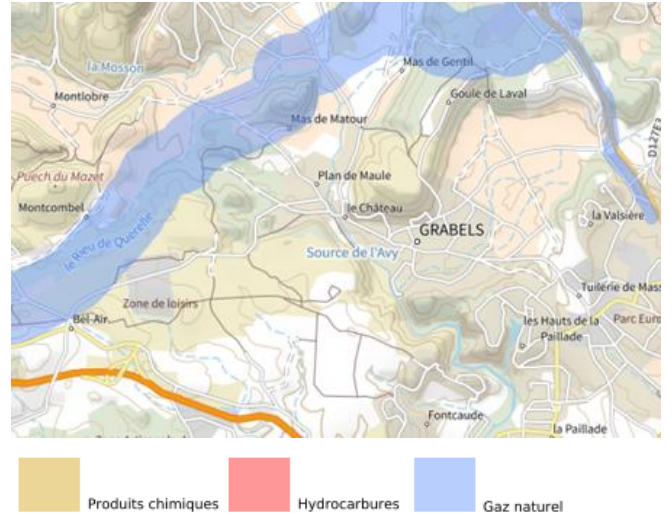 la Mosson
Mas de Gentil
Montlobre
Goule de Laval
Mas de Matour
D127E3
Puech du Mazet
Plan de Maule
Montcombel
le Château
la Valsière
GRABELS
le Rieu de Querelle
Source de l'Avy
Tuilerie de Mass
Zone de loisirs
Bel-Air
les Hauts de la
Paillade
Parc Euro
Fontcaude
la Paillade
Produits chimiques
Hydrocarbures
Gaz naturel